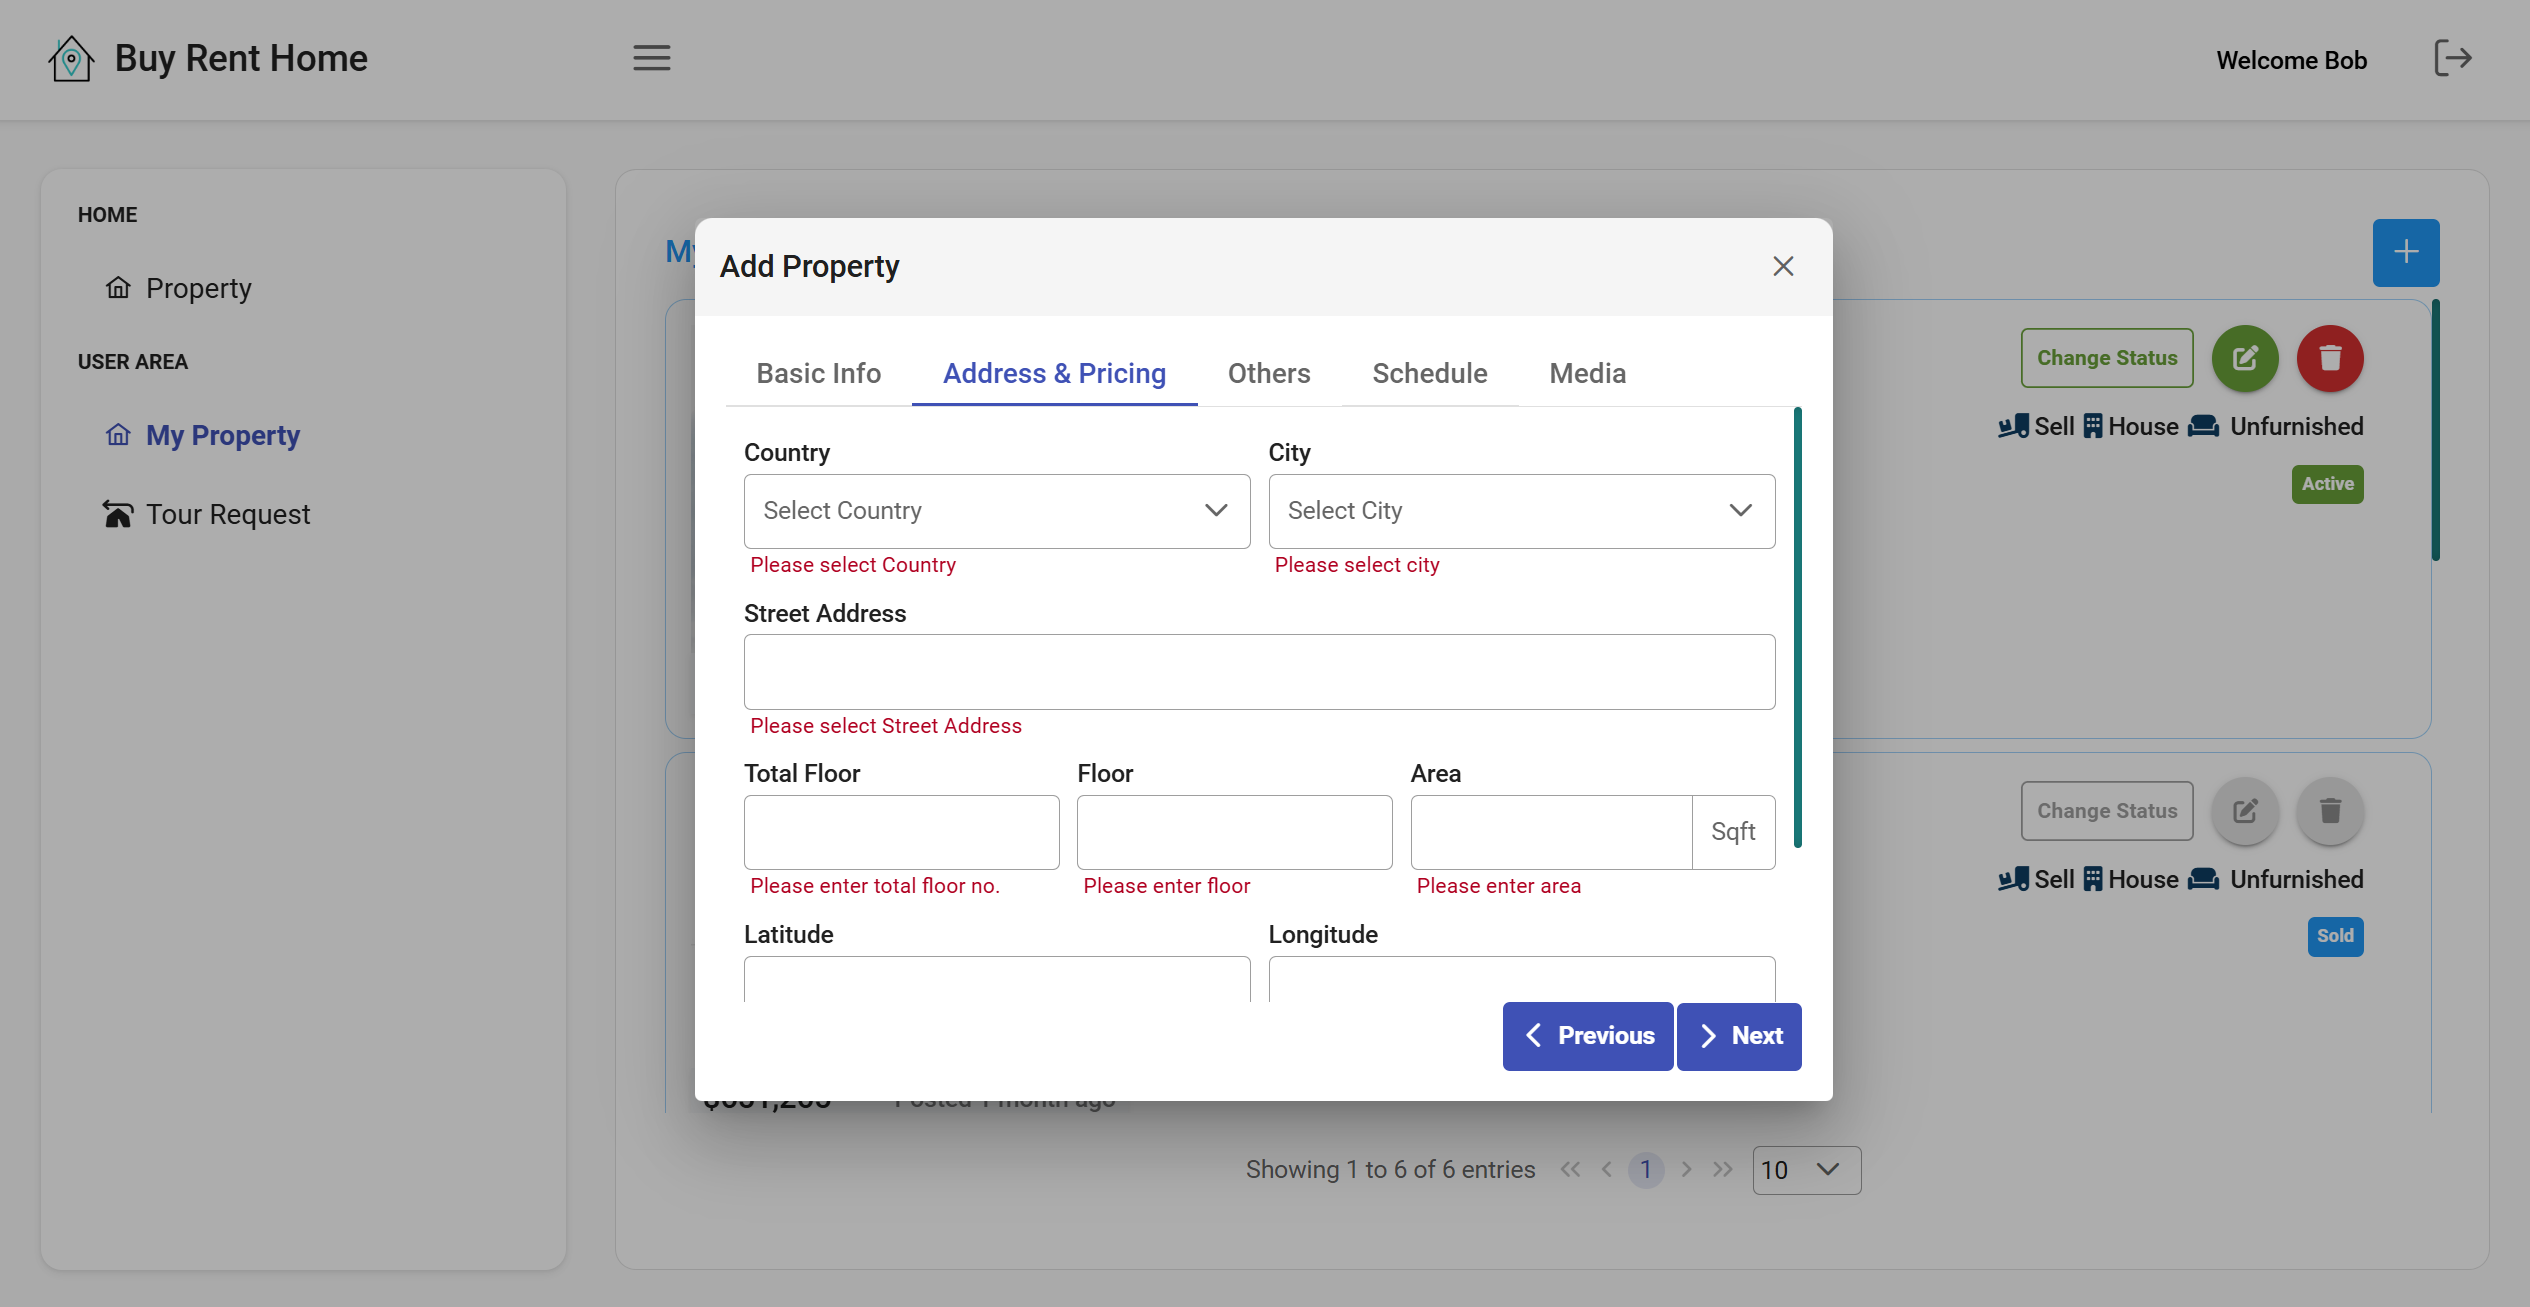 Buy Rent Home
Welcome Bob
HOME
Property
USER AREA
My Property
Tour Request
My
Add Property
Basic Info Address & Pricing Others Schedule Media
Country City
Select Country Select City
Please select Country Please select city
Street Address
Please select Street Address
Total Floor Floor Area
Sqft
Please enter total floor no. Please enter floor Please enter area
Latitude Longitude
Previous Next
Change Status
Sell House Unfurnished
Active
Change Status
Sell House Unfurnished
Sold
Posted 1 month ago
Showing 1 to 6 of 6 entries 1 10